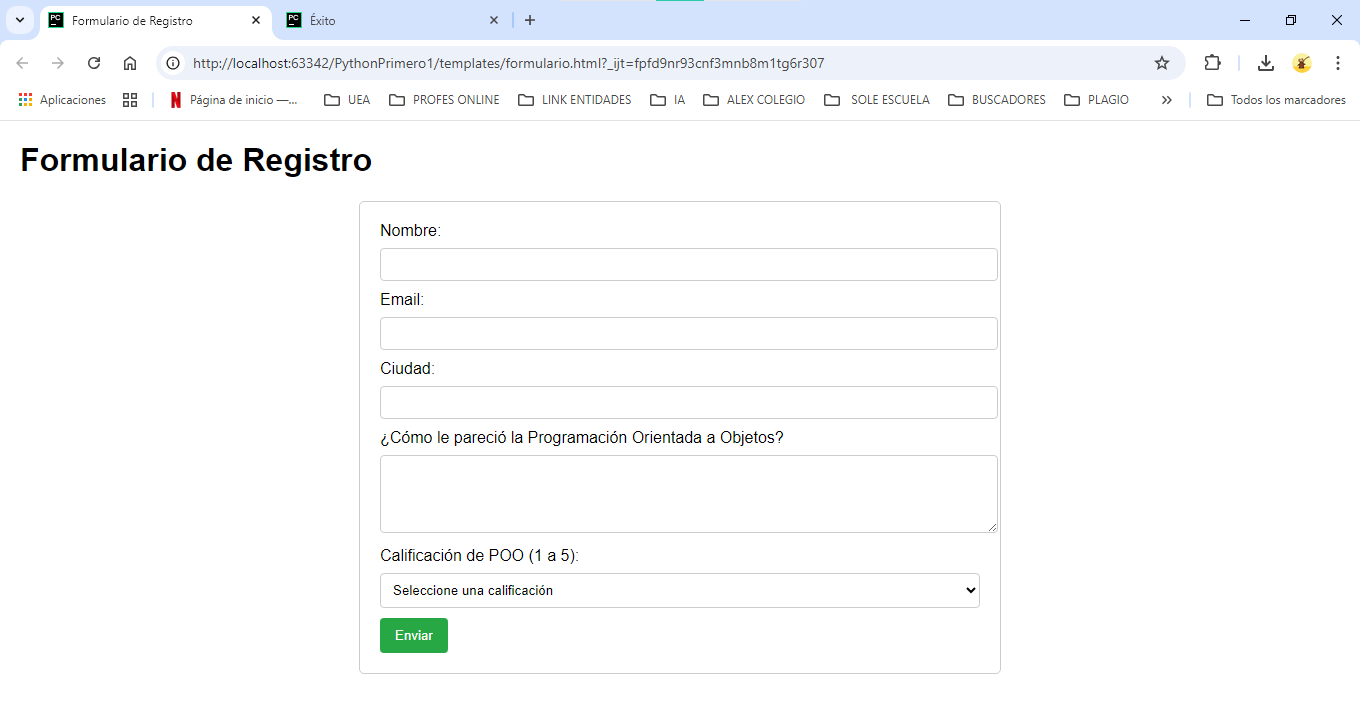 PC Formulario de Registro
PC Éxito
http://localhost:63342/PythonPrimero1/templates/formulario.html?_ijt=fpfd9nr93cnf3mnb8m1tg6r307
Aplicaciones N Página de inicio —... UEA PROFES ONLINE LINK ENTIDADES IA ALEX COLEGIO SOLE ESCUELA BUSCADORES PLAGIO » Todos los marcadores
Formulario de Registro
Nombre:
Email:
Ciudad:
¿Cómo le pareció la Programación Orientada a Objetos?
Calificación de POO (1 a 5):
Seleccione una calificación
Enviar